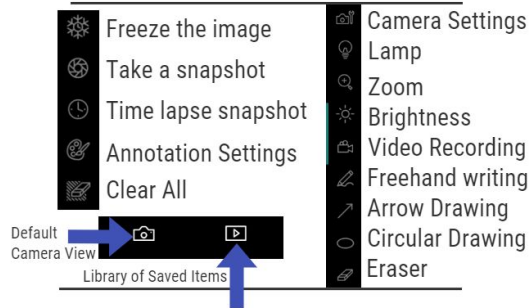 Freeze the image
Take a snapshot
Time lapse snapshot
Annotation Settings
Clear All
Default
Camera View
Library of Saved Items
Camera Settings
Lamp
Zoom
Brightness
Video Recording
Freehand writing
Arrow Drawing
Circular Drawing
Eraser